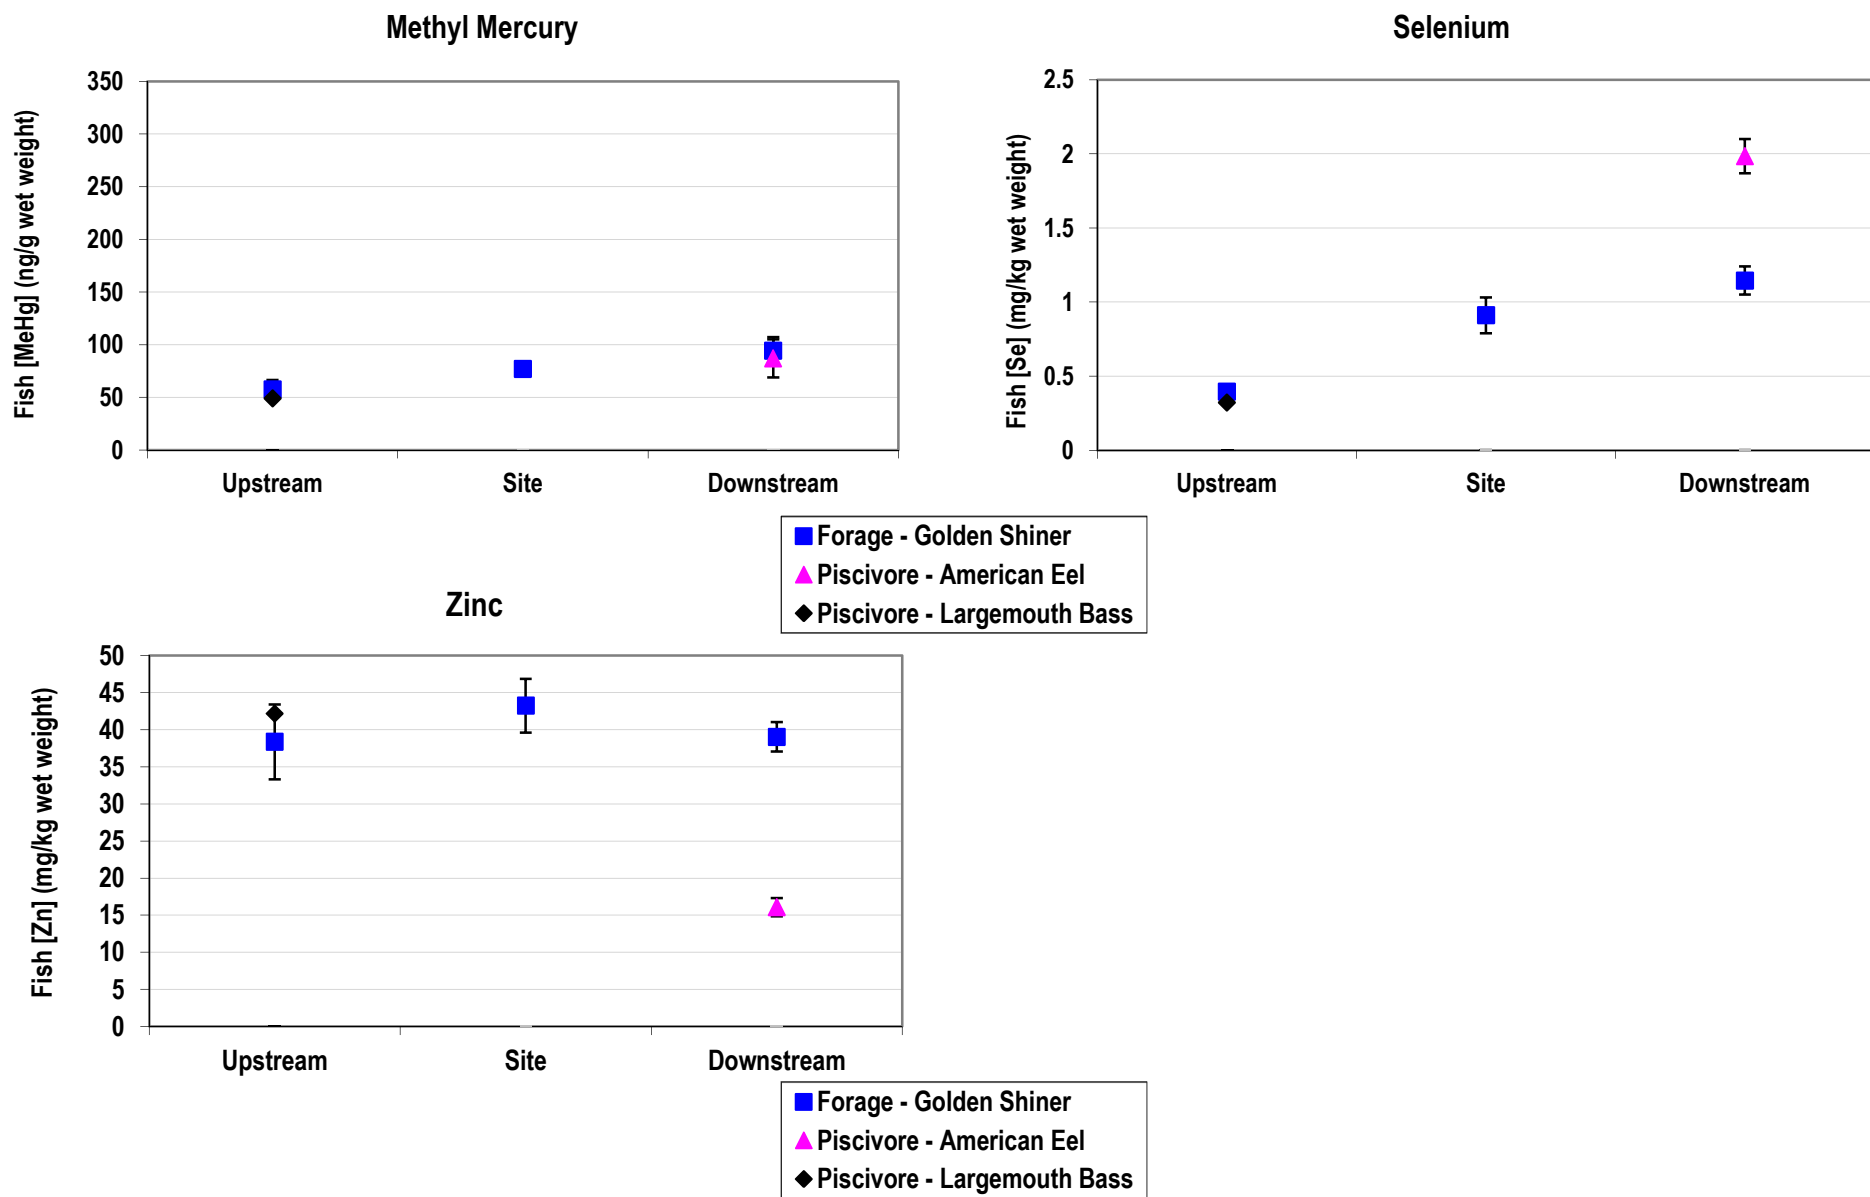 Methyl Mercury
Fish [MeHg] (ng/g wet weight)
350
300
250
200
150
100
50
0
Upstream
Site
Downstream
Selenium
Fish [Se] (mg/kg wet weight)
2.5
2
1.5
1
0.5
0
Upstream
Site
Downstream
Forage - Golden Shiner
Piscivore - American Eel
Piscivore - Largemouth Bass
Zinc
Fish [Zn] (mg/kg wet weight)
50
45
40
35
30
25
20
15
10
5
0
Upstream
Site
Downstream
Forage - Golden Shiner
Piscivore - American Eel
Piscivore - Largemouth Bass